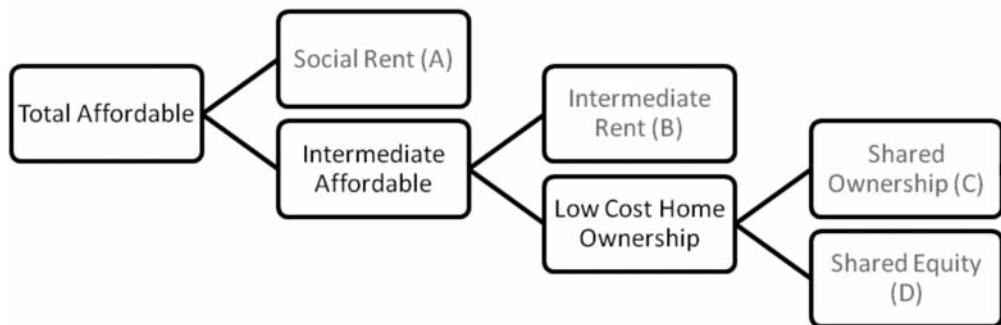 Total Affordable
Social Rent (A)
Intermediate
Affordable
Intermediate
Rent (B)
Low Cost Home
Ownership
Shared
Ownership (C)
Shared Equity
(D)